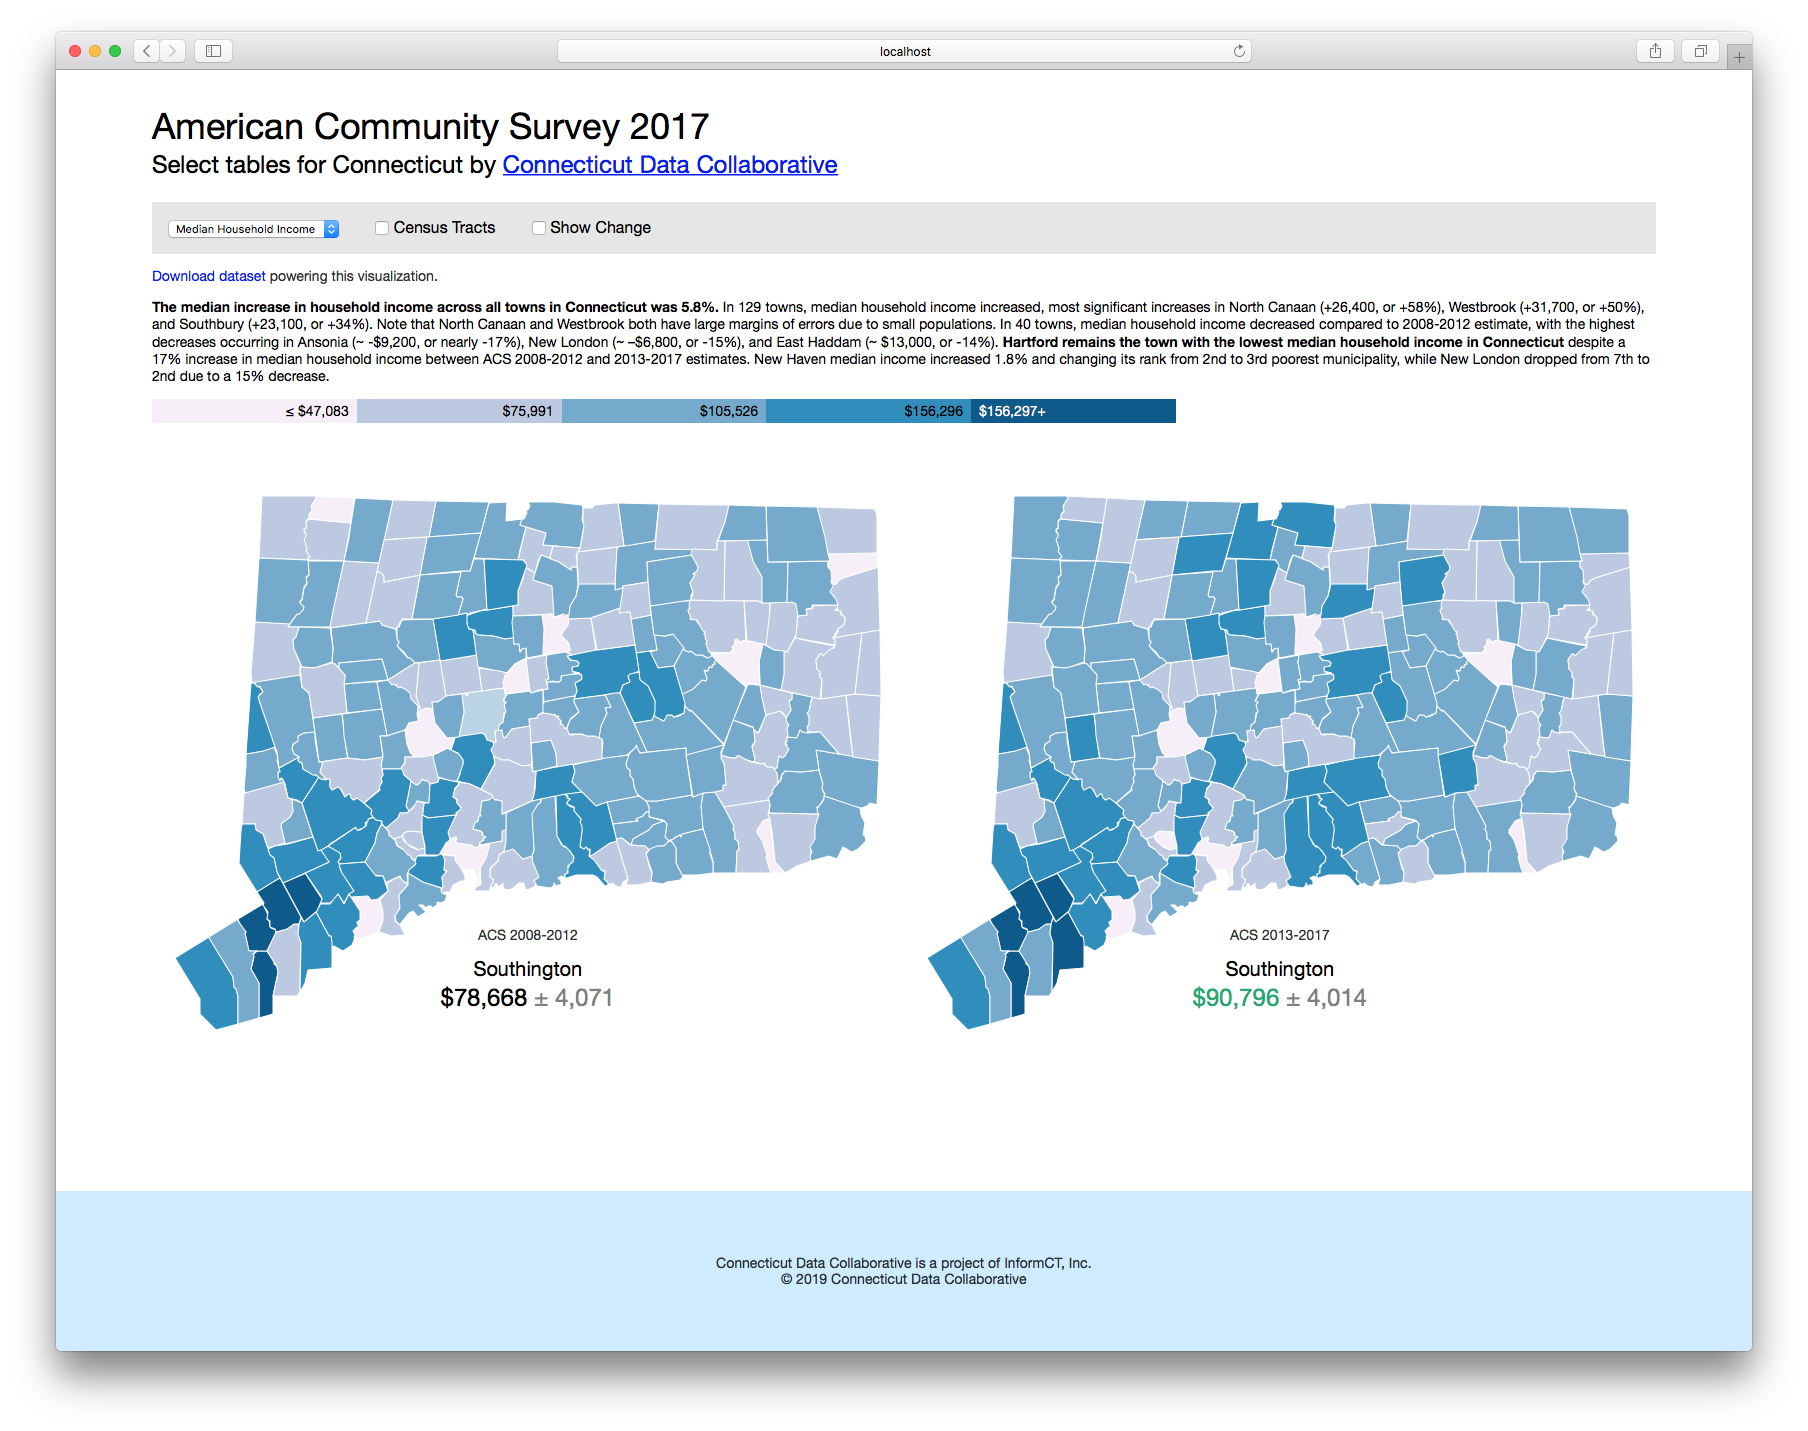 localhost
American Community Survey 2017
Select tables for Connecticut by Connecticut Data Collaborative
Median Household Income Census Tracts Show Change
Download dataset powering this visualization.
The median increase in household income across all towns in Connecticut was 5.8%. In 129 towns, median household income increased, most significant increases in North Canaan (+26,400, or +58%), Westbrook (+31,700, or +50%),
and Southbury (+23,100, or +34%). Note that North Canaan and Westbrook both have large margins of errors due to small populations. In 40 towns, median household income decreased compared to 2008-2012 estimate, with the highest
decreases occurring in Ansonia (~ -$9,200, or nearly -17%), New London (~ –$6,800, or -15%), and East Haddam (~ $13,000, or -14%). Hartford remains the town with the lowest median household income in Connecticut despite a
17% increase in median household income between ACS 2008-2012 and 2013-2017 estimates. New Haven median income increased 1.8% and changing its rank from 2nd to 3rd poorest municipality, while New London dropped from 7th to
2nd due to a 15% decrease.
≤ $47,083 $75,991 $105,526 $156,296 $156,297+
ACS 2008-2012
Southington
$78,668 ± 4,071
ACS 2013-2017
Southington
$90,796 ± 4,014
Connecticut Data Collaborative is a project of InformCT, Inc.
© 2019 Connecticut Data Collaborative